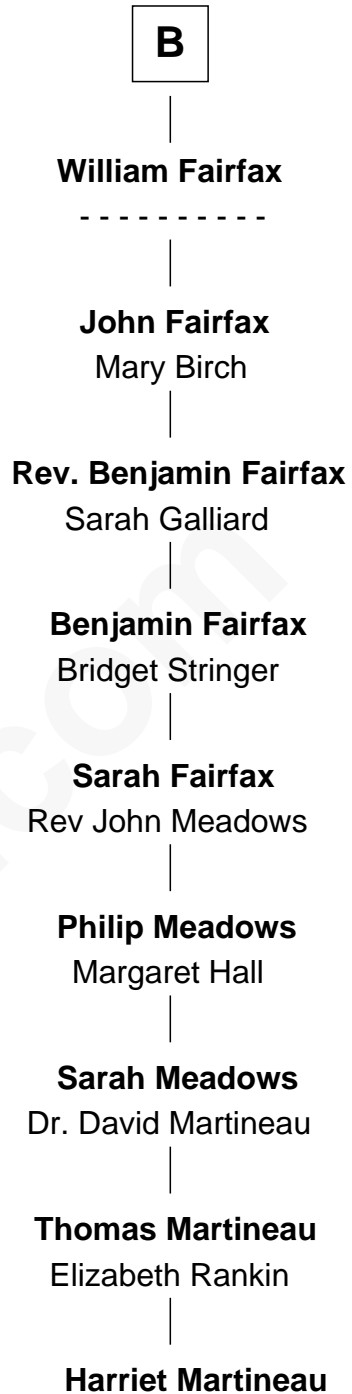 B
William Fairfax
- - - - - - - - - -
John Fairfax
Mary Birch
Rev. Benjamin Fairfax
Sarah Galliard
Benjamin Fairfax
Bridget Stringer
Sarah Fairfax
Rev John Meadows
Philip Meadows
Margaret Hall
Sarah Meadows
Dr. David Martineau
Thomas Martineau
Elizabeth Rankin
Harriet Martineau
.com